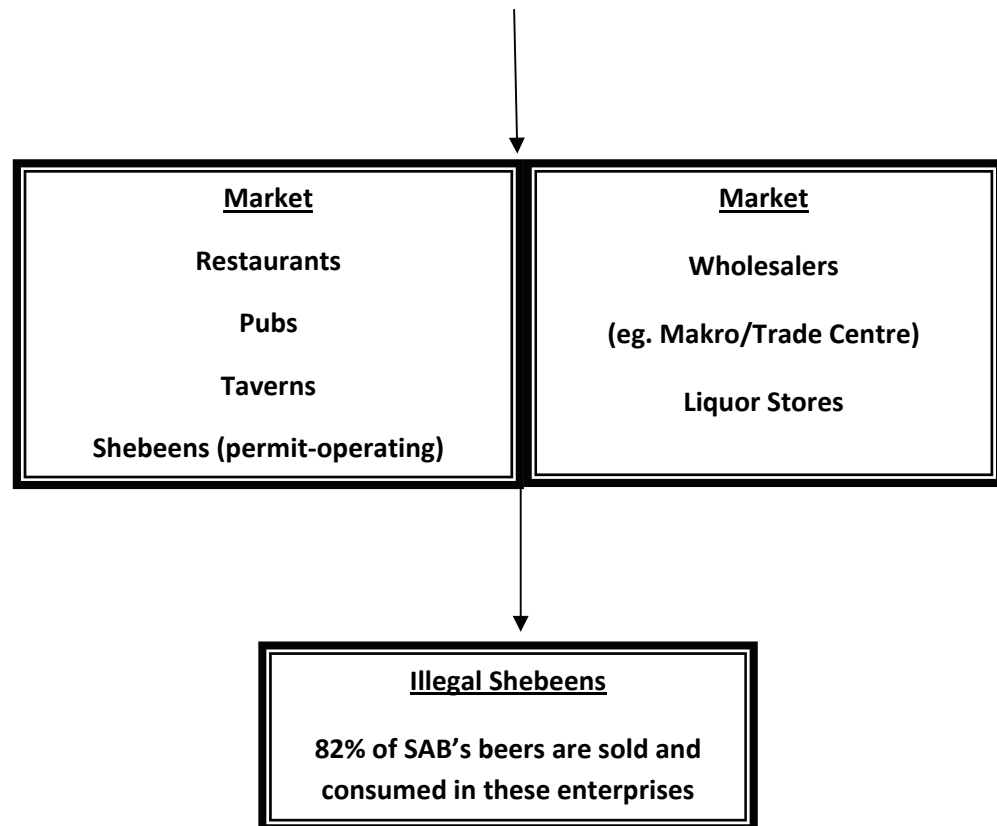 Market
Restaurants
Pubs
Taverns
Shebeens (permit-operating)
Market
Wholesalers
(eg. Makro/Trade Centre)
Liquor Stores
Illegal Shebeens
82% of SAB’s beers are sold and
consumed in these enterprises